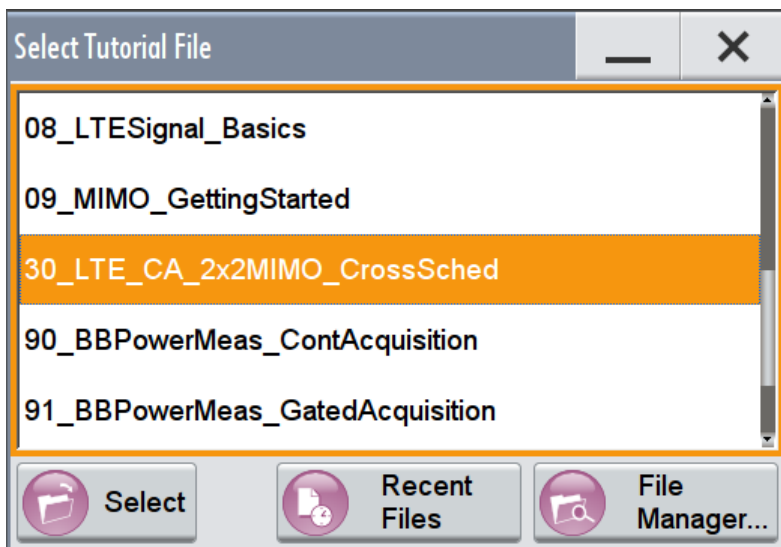 Select Tutorial File
08_LTESignal_Basics
09_MIMO_GettingStarted
30_LTE_CA_2x2MIMO_CrossSched
90_BBPowerMeas_ContAcquisition
91_BBPowerMeas_GatedAcquisition
Select
Recent
Files
File
Manager...